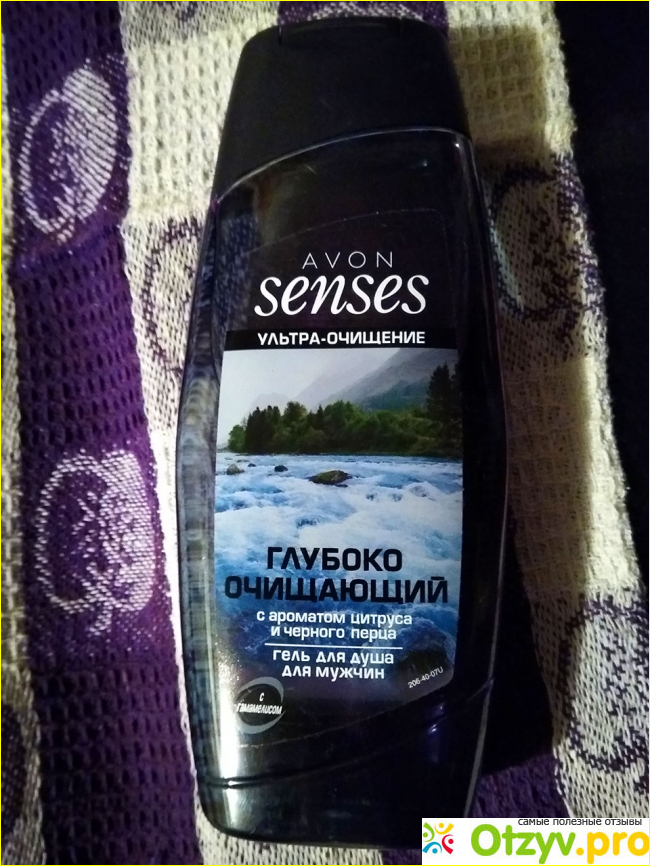 AVON
senses
УЛЬТРА-ОЧИЩЕНИЕ
ГЛУБОКО
ОЧИЩАЮЩИЙ
с ароматом цитруса
и черного перца
гель для душа
для мужчин
206-40-07U
с
гамамелисом
самые полезные отзывы
Otzyv.pro